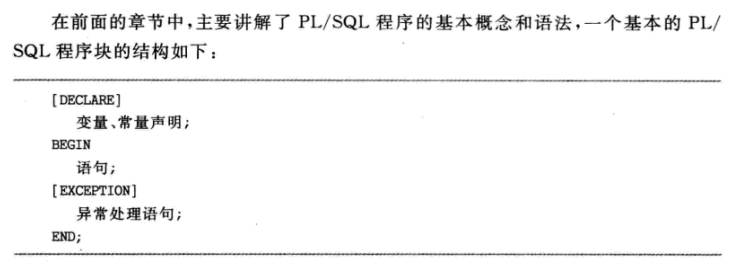 在前面的章节中,主要讲解了 PL/SQL 程序的基本概念和语法,一个基本的 PL/
SQL 程序块的结构如下:
[DECLARE]
变量、常量声明;
BEGIN
语句;
[EXCEPTION]
异常处理语句;
END;